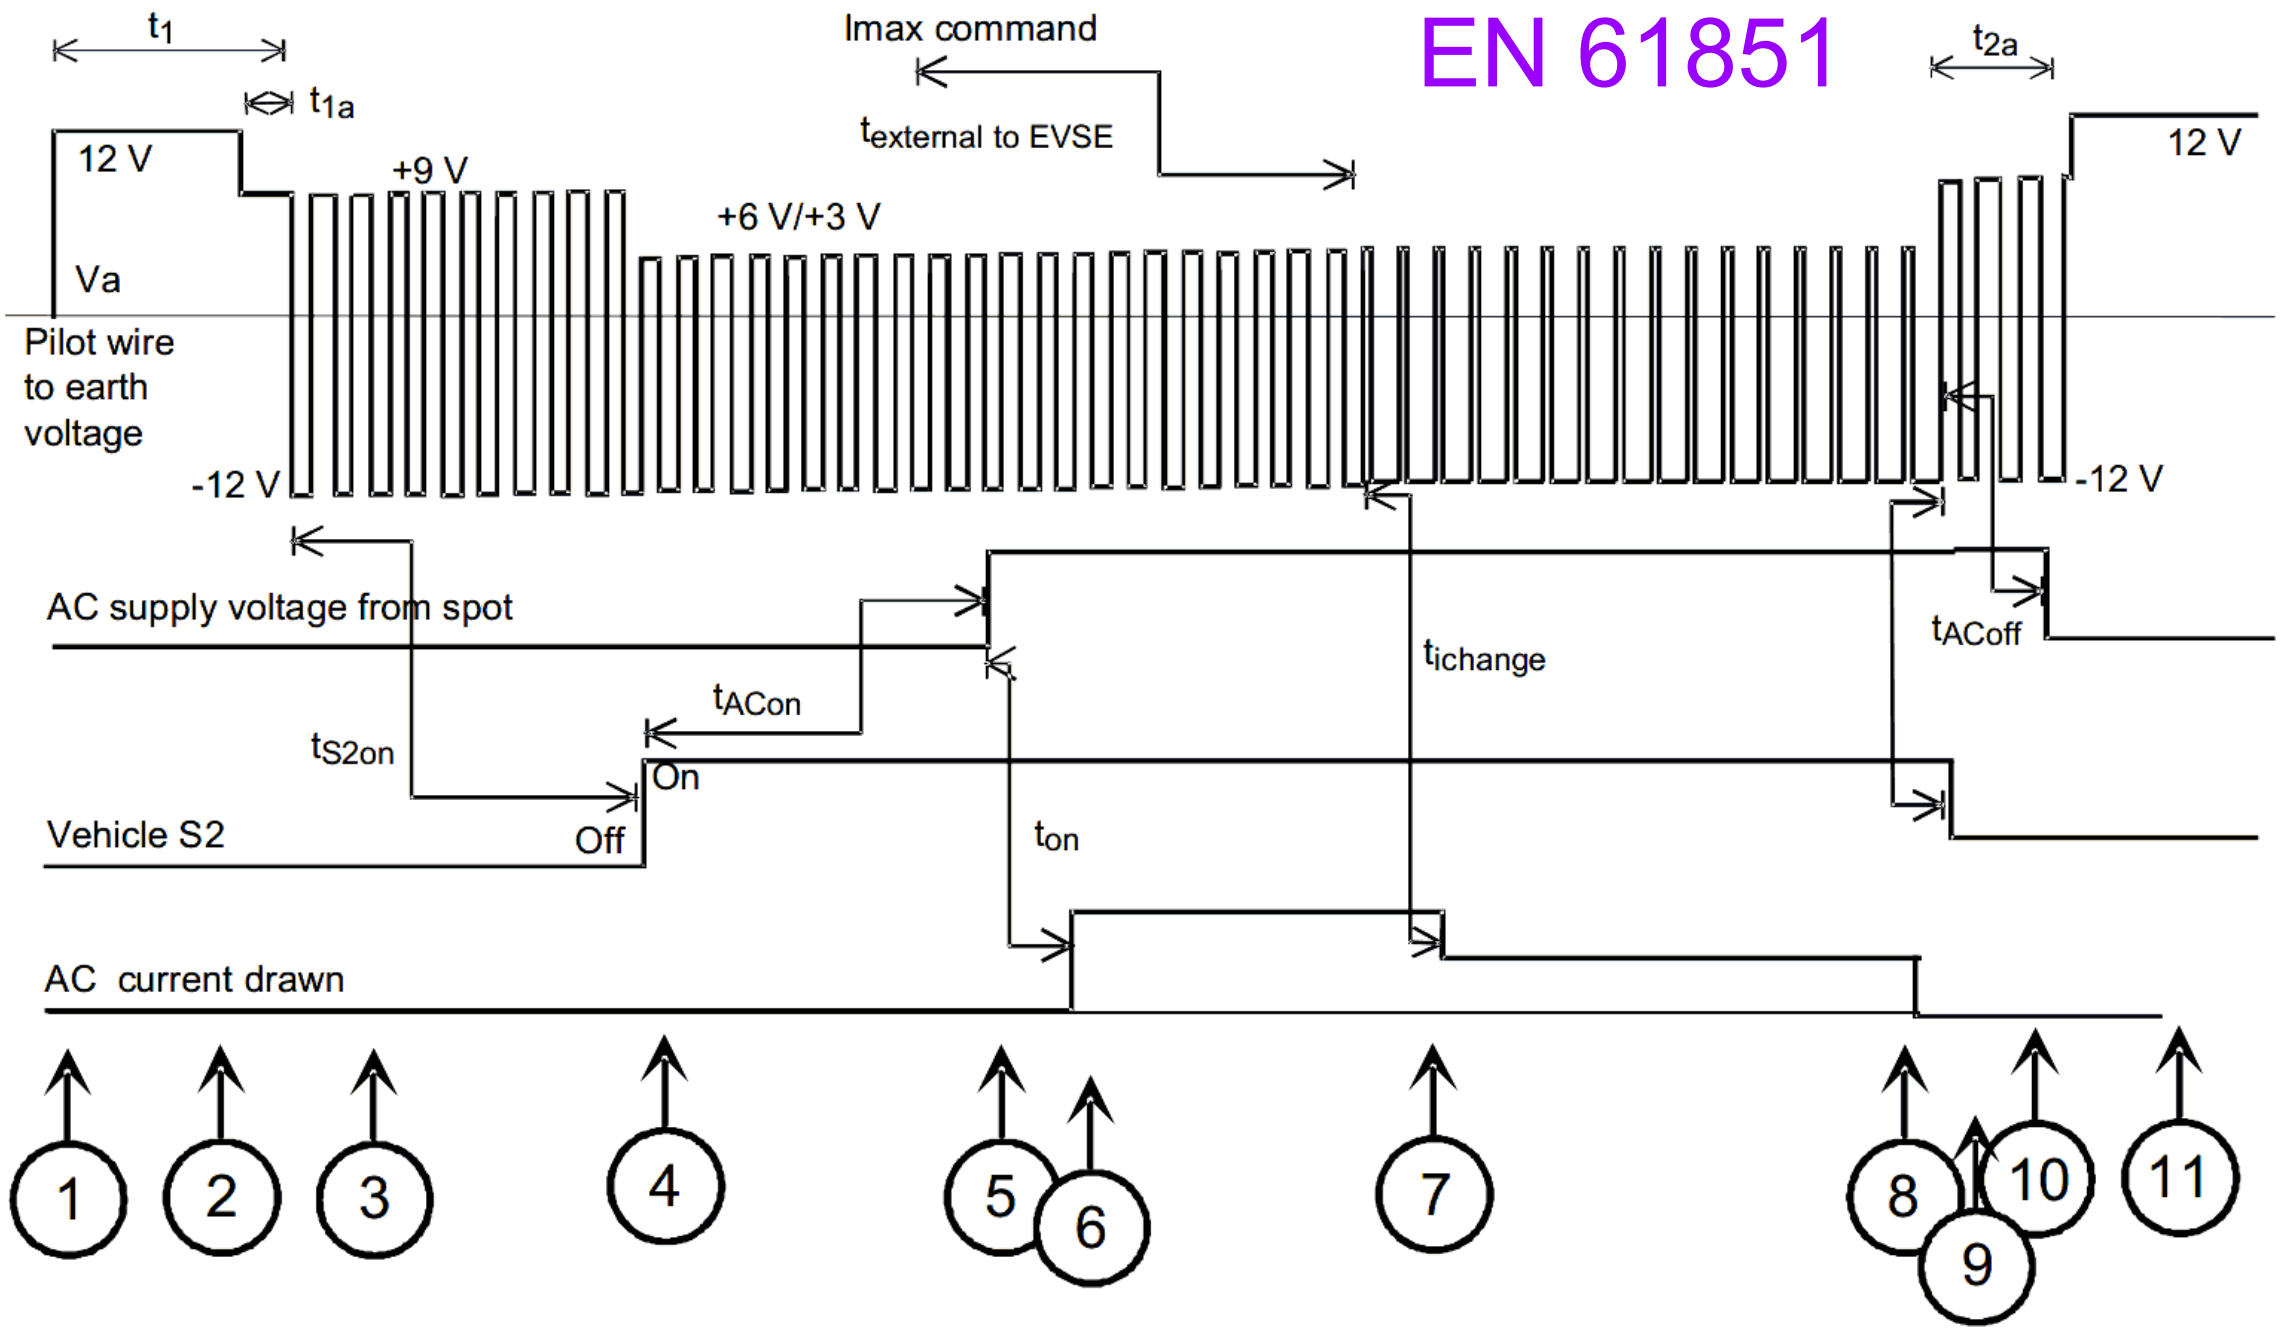 t1
Imax command
EN 61851
t2a
t1a
texternal to EVSE
12 V
+9 V
12 V
+6 V/+3 V
Va
Pilot wire
to earth
voltage
-12 V
-12 V
AC supply voltage from spot
tACoff
tichange
tACon
tS2on
On
Off
Vehicle S2
ton
AC current drawn
1
2
3
4
5
6
7
8
9
10
11